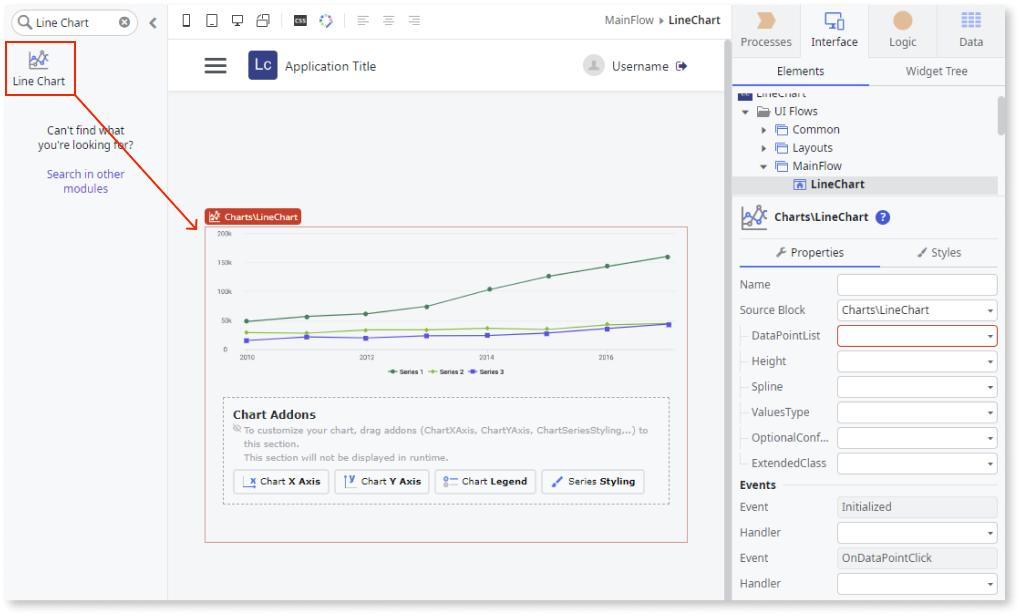 Line Chart
MainFlow ▸ LineChart
Processes
Interface
Logic
Data
Line Chart
Can't find what
you're looking for?
Search in other
modules
css
Lc
Application Title
Username
Elements
Widget Tree
LineChart
UI Flows
Common
Layouts
MainFlow
LineChart
Charts\LineChart
200k
150k
100k
50k
0
2010
2012
2014
2016
Series 1
Series 2
Series 3
Chart Addons
To customize your chart, drag addons (ChartXAxis, ChartYAxis, ChartSeriesStyling,..) to
this section.
This section will not be displayed in runtime.
x Chart X Axis
y Chart Y Axis
Chart Legend
Series Styling
Charts\LineChart ?
Properties
Styles
Name
Source Block Charts\LineChart
DataPointList
Height
Spline
ValuesType
OptionalConf...
ExtendedClass
Events
Event Initialized
Handler
Event OnDataPointClick
Handler